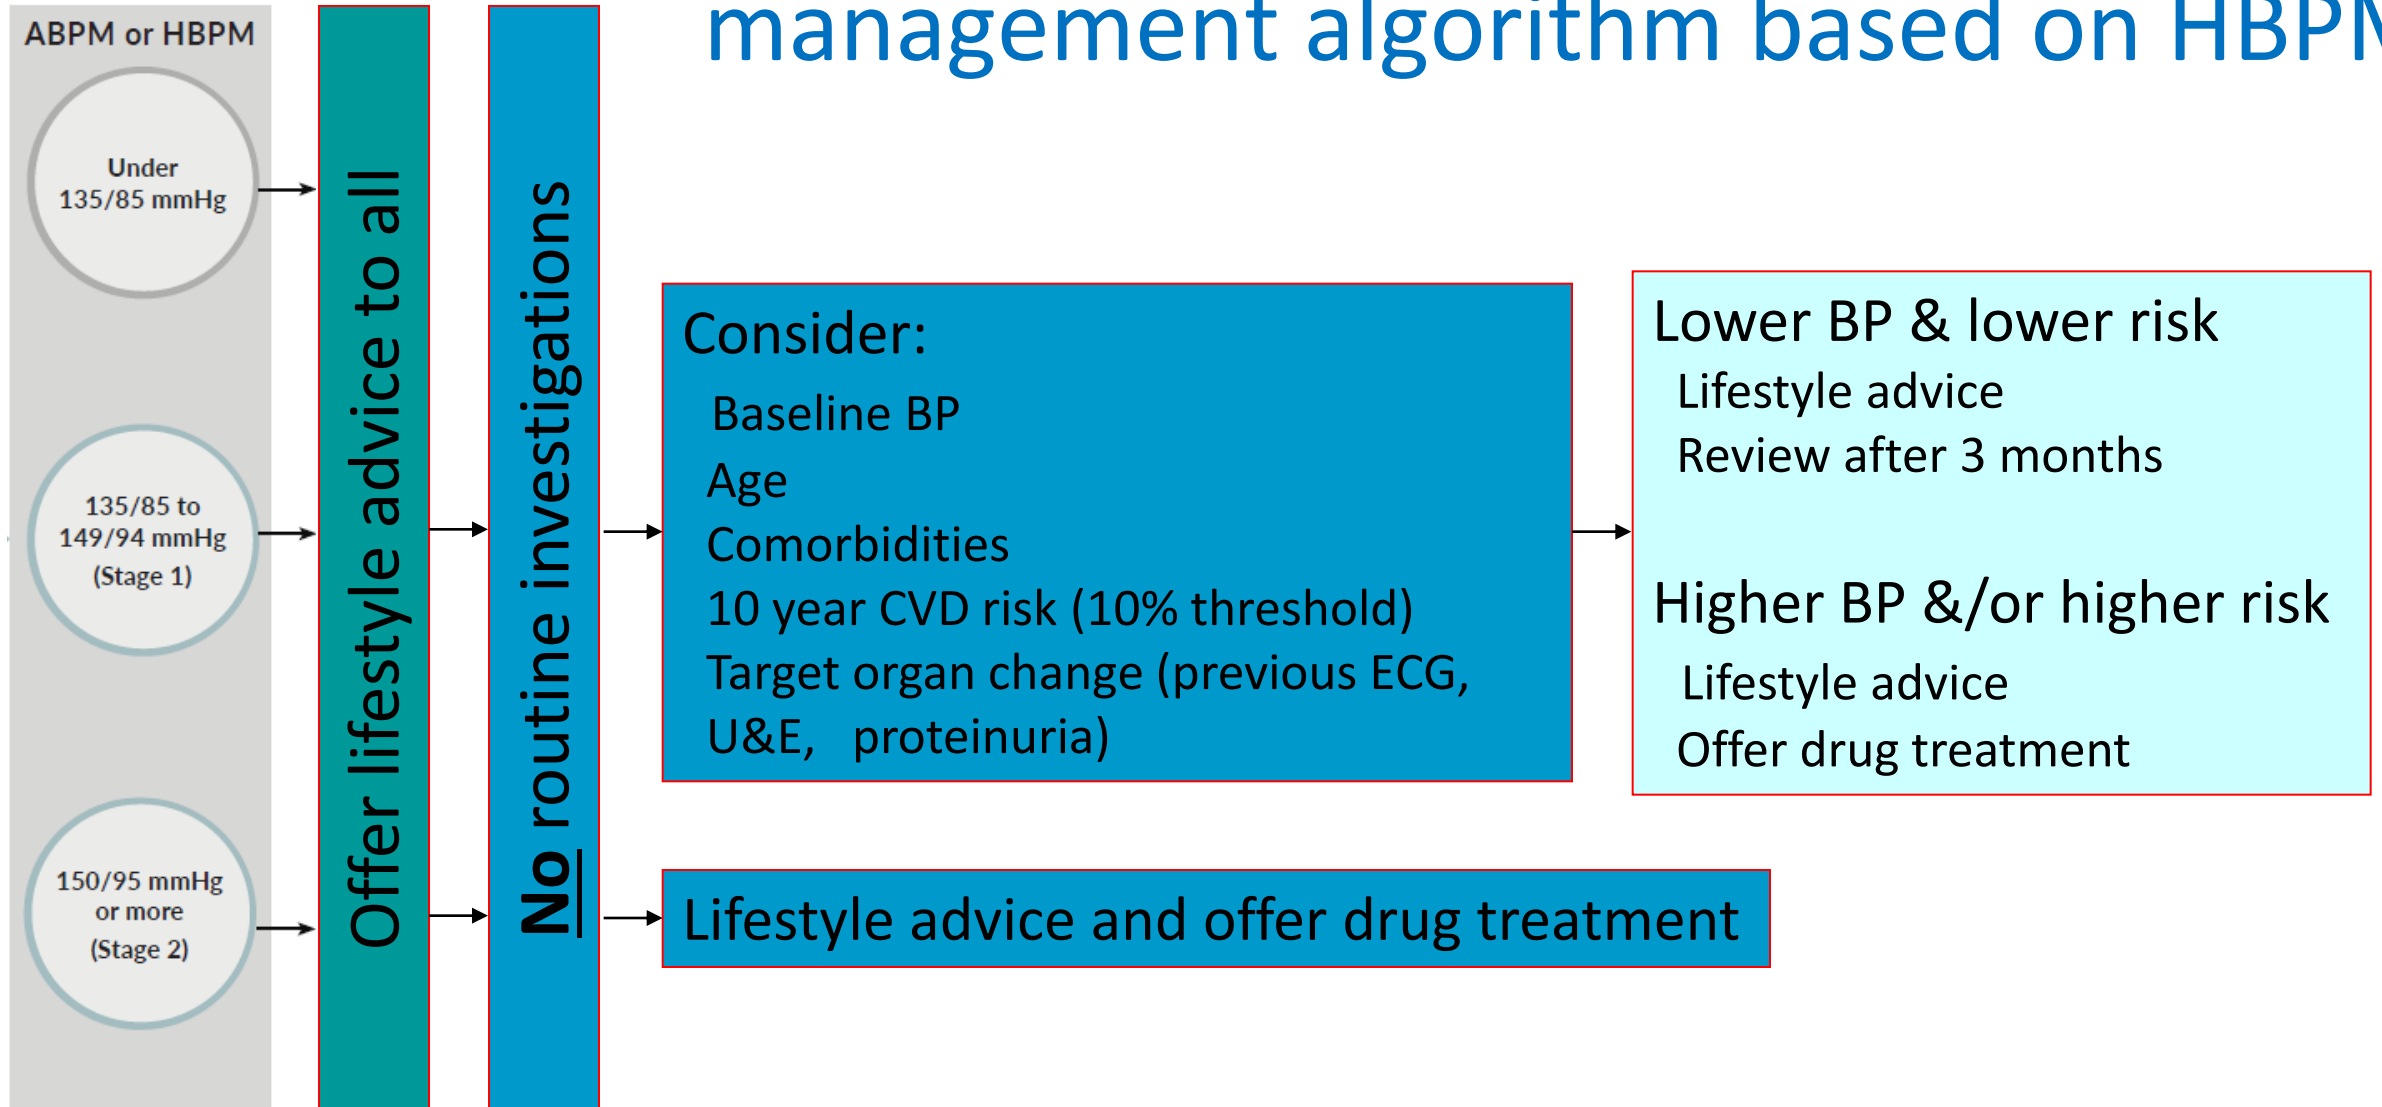 management algorithm based on HBPM
ABPM or HBPM
Under
135/85 mmHg
135/85 to
149/94 mmHg
(Stage 1)
150/95 mmHg
or more
(Stage 2)
Offer lifestyle advice to all
No routine investigations
Consider:
Baseline BP
Age
Comorbidities
10 year CVD risk (10% threshold)
Target organ change (previous ECG,
U&E, proteinuria)
Lower BP & lower risk
Lifestyle advice
Review after 3 months
Higher BP &/or higher risk
Lifestyle advice
Offer drug treatment
Lifestyle advice and offer drug treatment